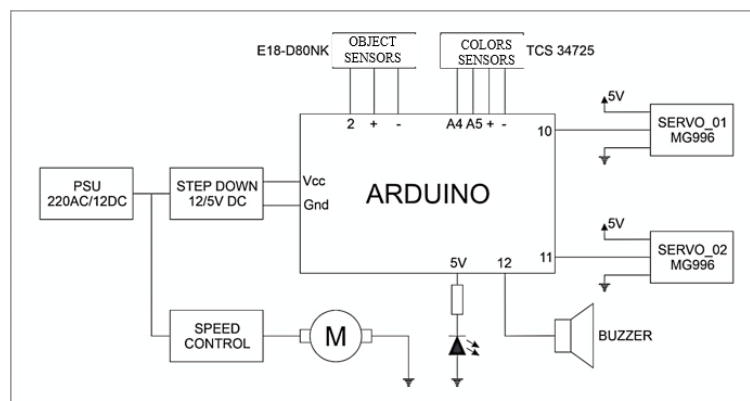 E18-D80NK
OBJECT
SENSORS
COLORS
SENSORS
TCS 34725
2 + -
A4 A5 + -
10
5V
SERVO_01
MG996
PSU
220AC/12DC
STEP DOWN
12/5V DC
Vcc
Gnd
ARDUINO
11
5V
SERVO_02
MG996
5V
12
SPEED
CONTROL
M
BUZZER